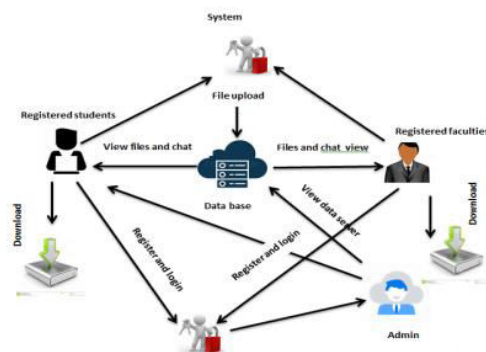 System
File upload
Registered students
Registered faculties
View files and chat
Files and chat view
Data base
Download
Download
View data server
Register and login
Register and login
Admin